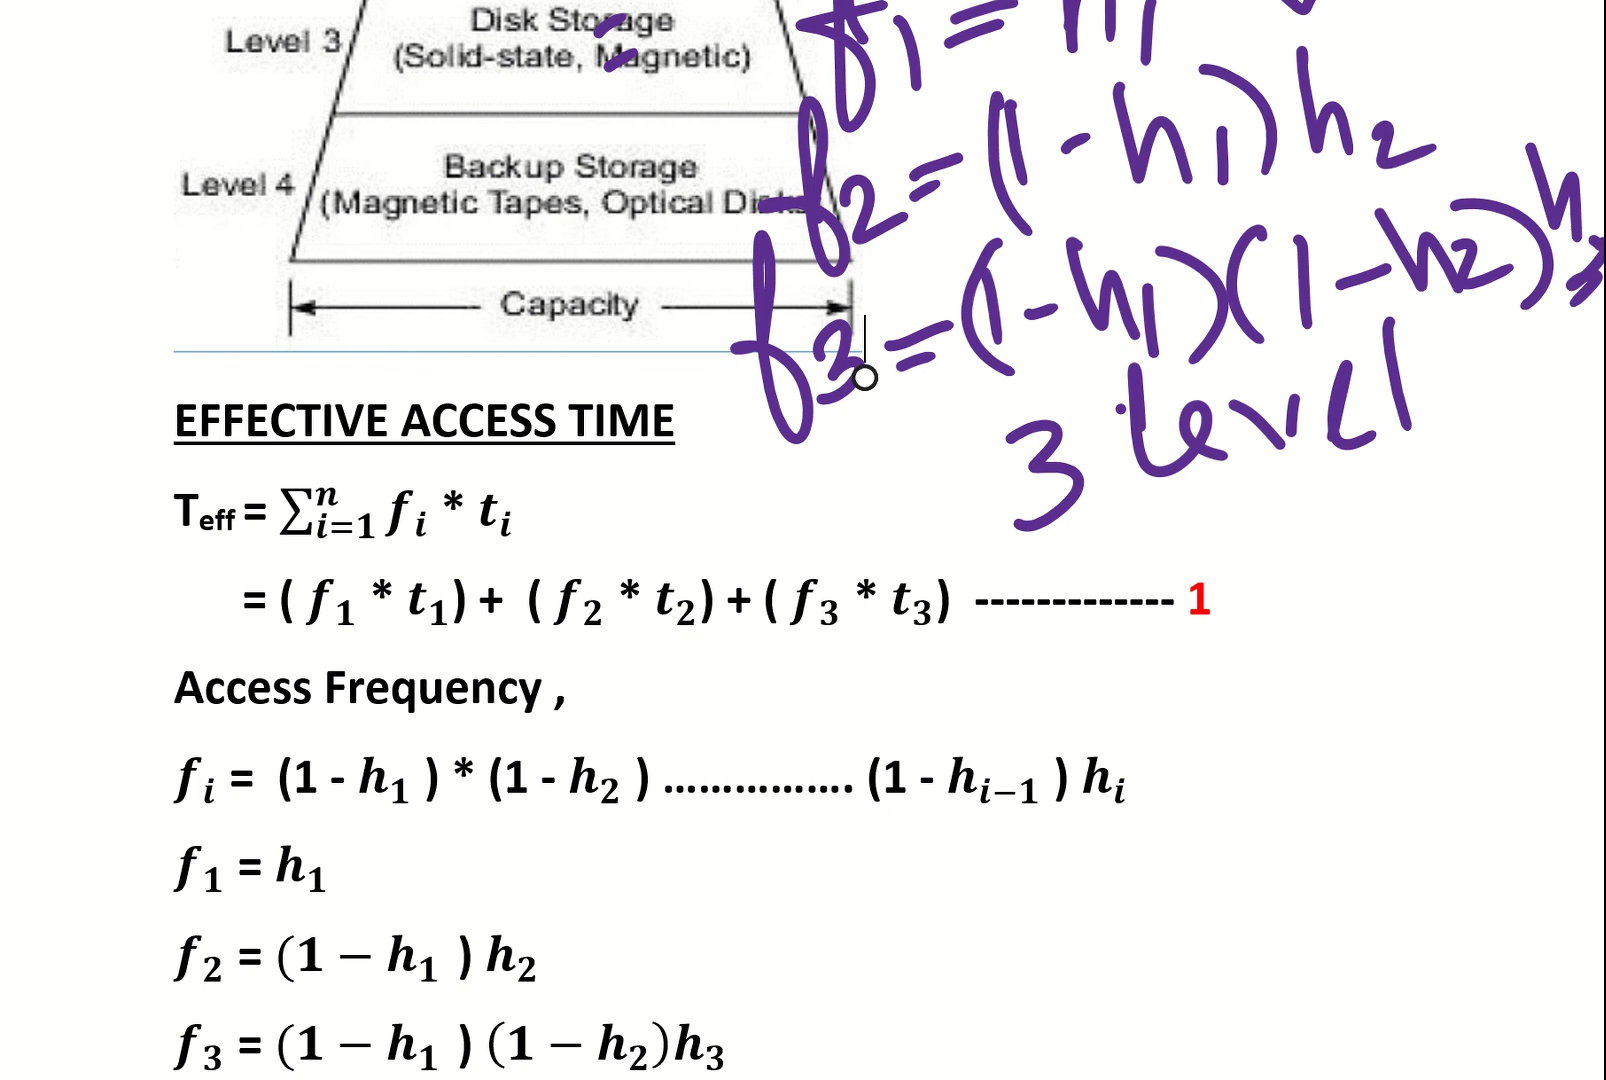 Disk Storage
Level 3
(Solid-state, Magnetic)
f1 = h1
f2 = (1 - h1) h2
Backup Storage
Level 4
(Magnetic Tapes, Optical Disks)
f3 = (1 - h1)(1 - h2) h3
Capacity
3 level
EFFECTIVE ACCESS TIME
Teff = ∑ⁿᵢ₌₁ fᵢ * tᵢ
= ( f₁ * t₁) + ( f₂ * t₂) + ( f₃ * t₃) ------------- 1
Access Frequency ,
fᵢ = (1 - h₁ ) * (1 - h₂ ) ................ (1 - hᵢ₋₁ ) hᵢ
f₁ = h₁
f₂ = (1 − h₁ ) h₂
f₃ = (1 − h₁ ) (1 − h₂)h₃